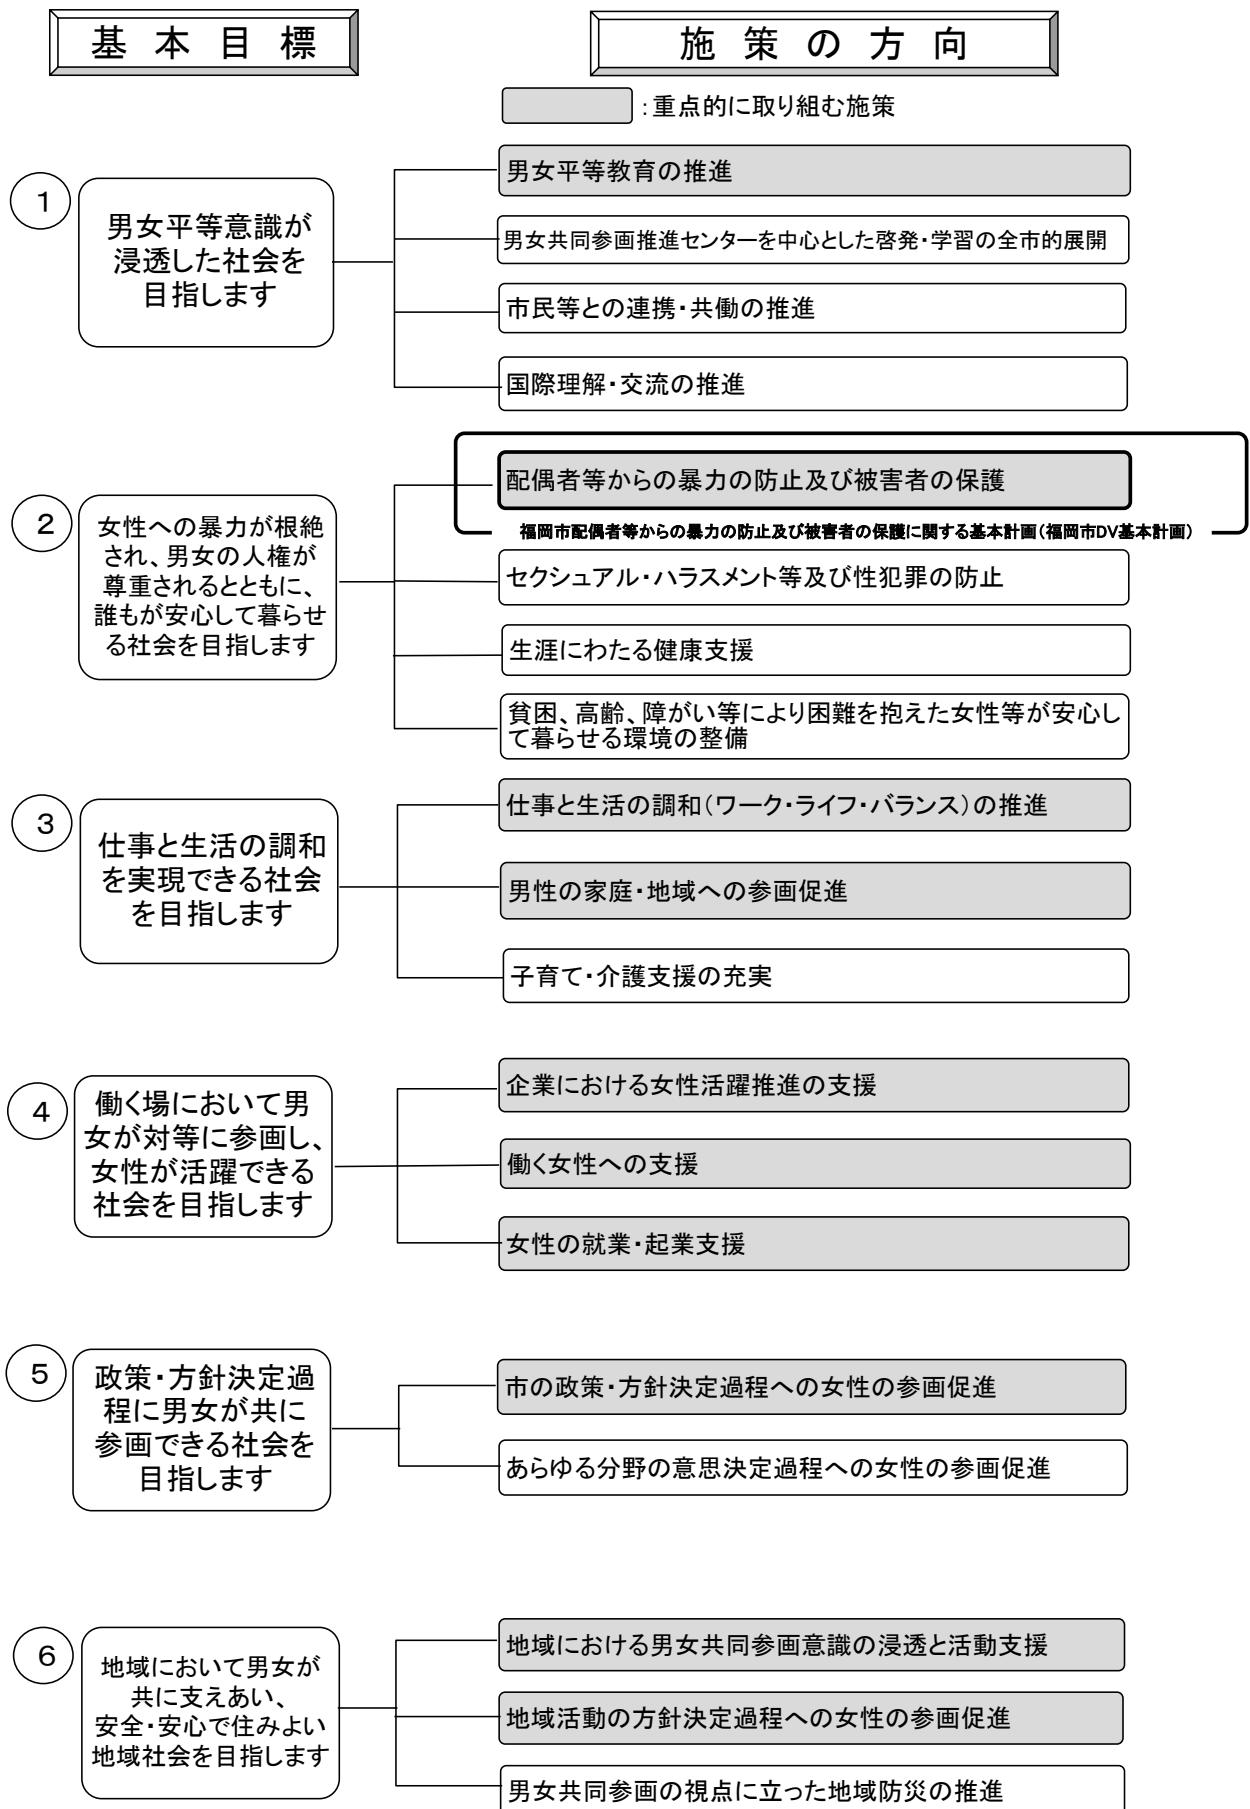 基本目標
施策の方向
:重点的に取り組む施策
1
男女平等意識が
浸透した社会を
目指します
男女平等教育の推進
男女共同参画推進センターを中心とした啓発・学習の全市的展開
市民等との連携・共働の推進
国際理解・交流の推進
2
女性への暴力が根絶
され、男女の人権が
尊重されるとともに、
誰もが安心して暮らせ
る社会を目指します
配偶者等からの暴力の防止及び被害者の保護
福岡市配偶者等からの暴力の防止及び被害者の保護に関する基本計画(福岡市DV基本計画)
セクシュアル・ハラスメント等及び性犯罪の防止
生涯にわたる健康支援
貧困、高齢、障がい等により困難を抱えた女性等が安心し
て暮らせる環境の整備
3
仕事と生活の調和
を実現できる社会
を目指します
仕事と生活の調和(ワーク・ライフ・バランス)の推進
男性の家庭・地域への参画促進
子育て・介護支援の充実
4
働く場において男
女が対等に参画し、
女性が活躍できる
社会を目指します
企業における女性活躍推進の支援
働く女性への支援
女性の就業・起業支援
5
政策・方針決定過
程に男女が共に
参画できる社会を
目指します
市の政策・方針決定過程への女性の参画促進
あらゆる分野の意思決定過程への女性の参画促進
6
地域において男女が
共に支えあい、
安全・安心で住みよい
地域社会を目指します
地域における男女共同参画意識の浸透と活動支援
地域活動の方針決定過程への女性の参画促進
男女共同参画の視点に立った地域防災の推進